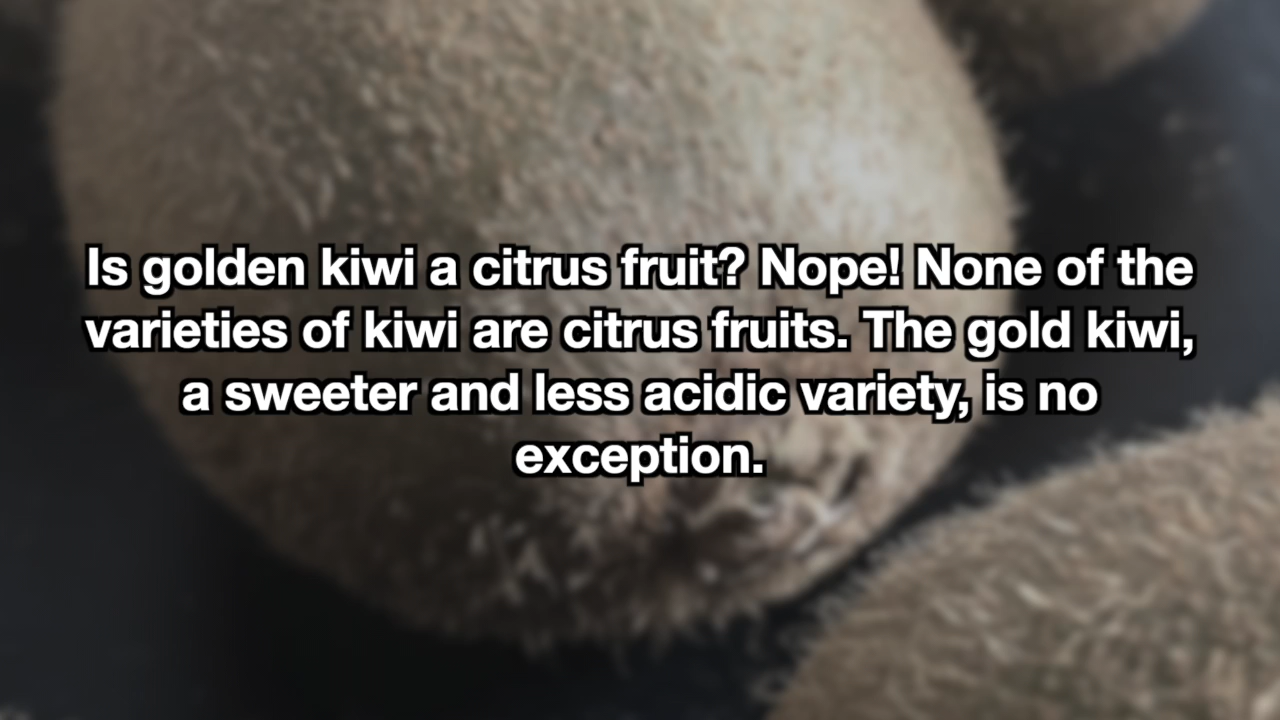 Is golden kiwi a citrus fruit? Nope! None of the
varieties of kiwi are citrus fruits. The gold kiwi,
a sweeter and less acidic variety, is no
exception.